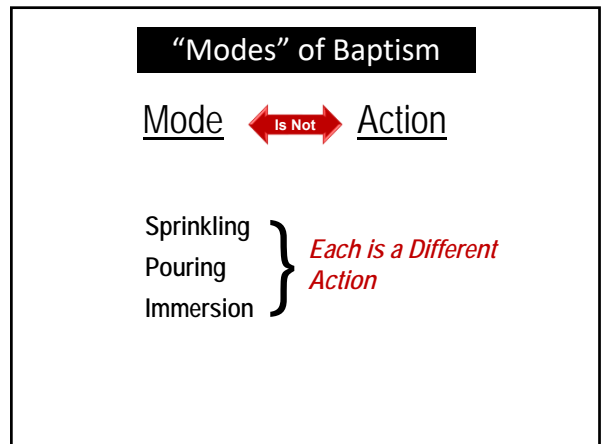 “Modes” of Baptism
Mode Is Not Action
Sprinkling
Pouring
Immersion
Each is a Different
Action